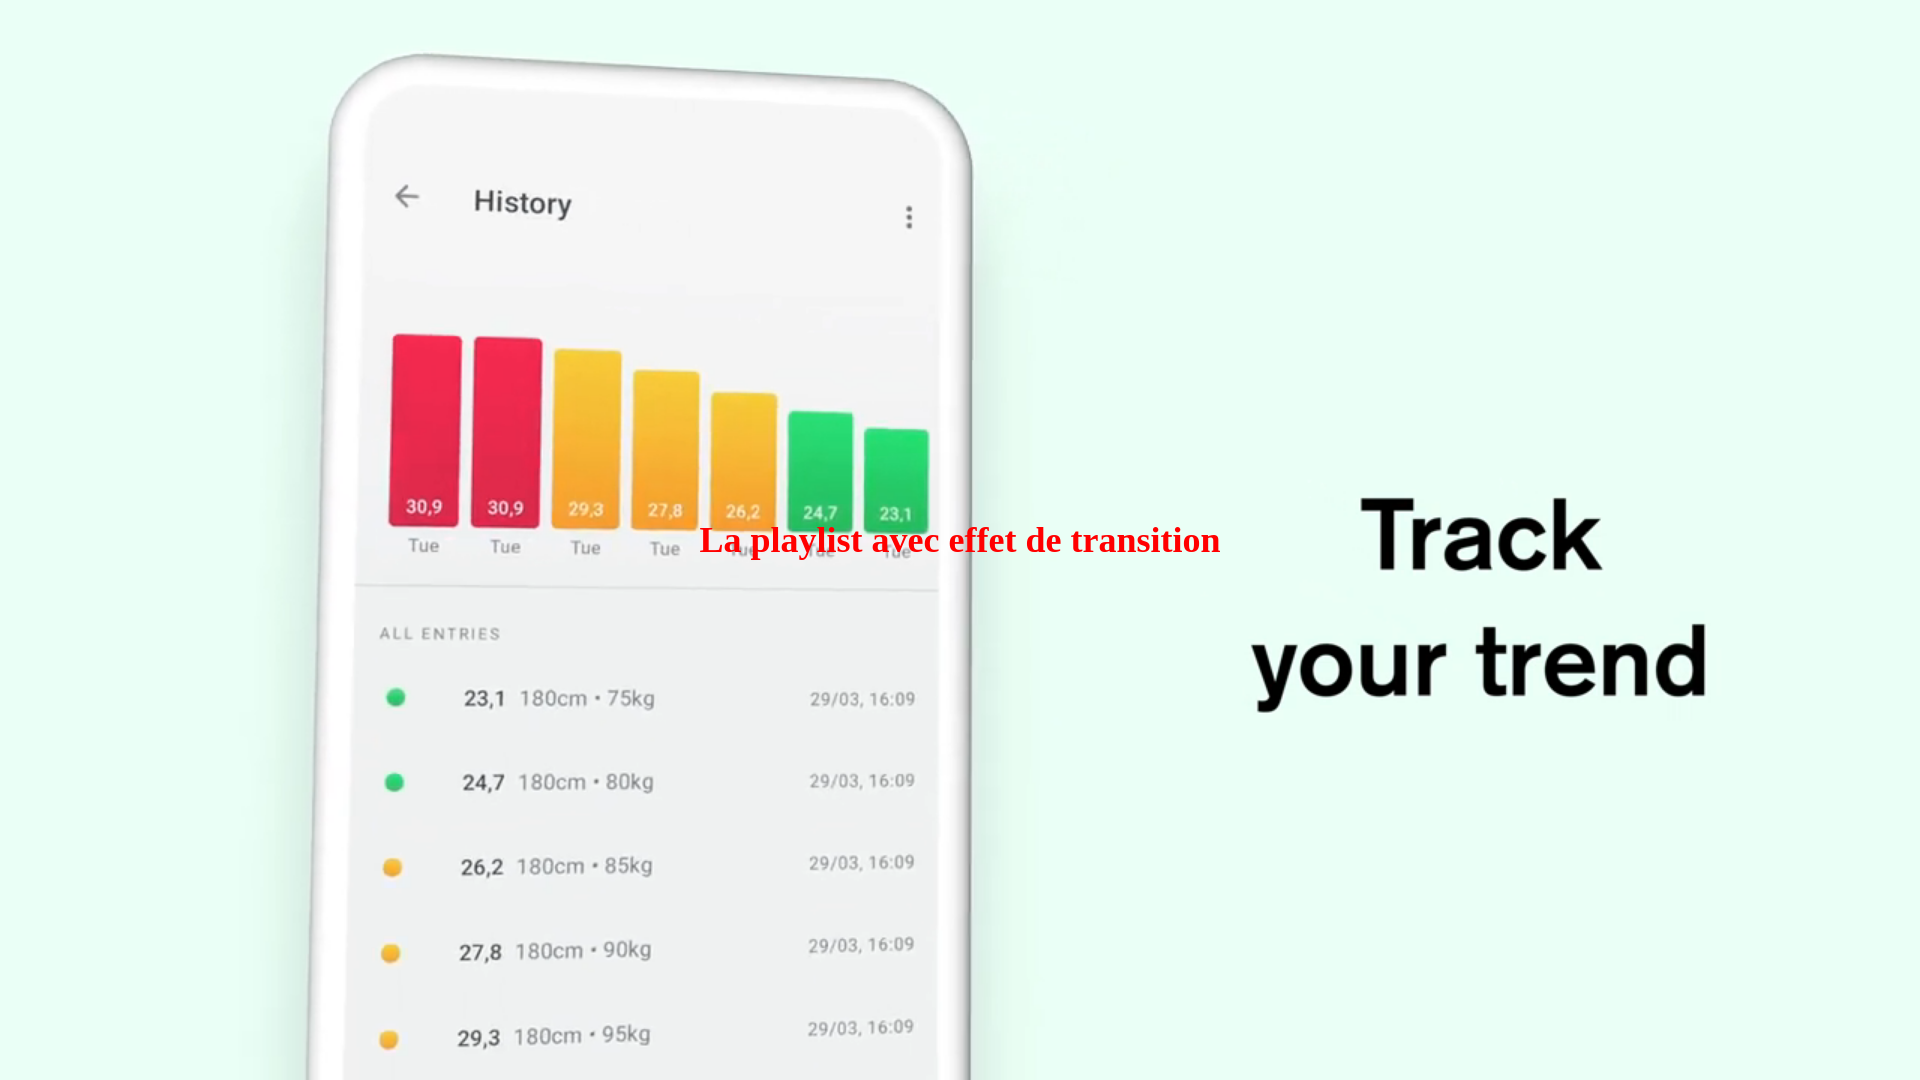 History
30,9 30,9 29,3 27,8 26,2 24,7 23,1
Tue Tue Tue Tue Tue Tue Tue
La playlist avec effet de transition
Track
your trend
ALL ENTRIES
23,1 180cm • 75kg 29/03, 16:09
24,7 180cm • 80kg 29/03, 16:09
26,2 180cm • 85kg 29/03, 16:09
27,8 180cm • 90kg 29/03, 16:09
29,3 180cm • 95kg 29/03, 16:09